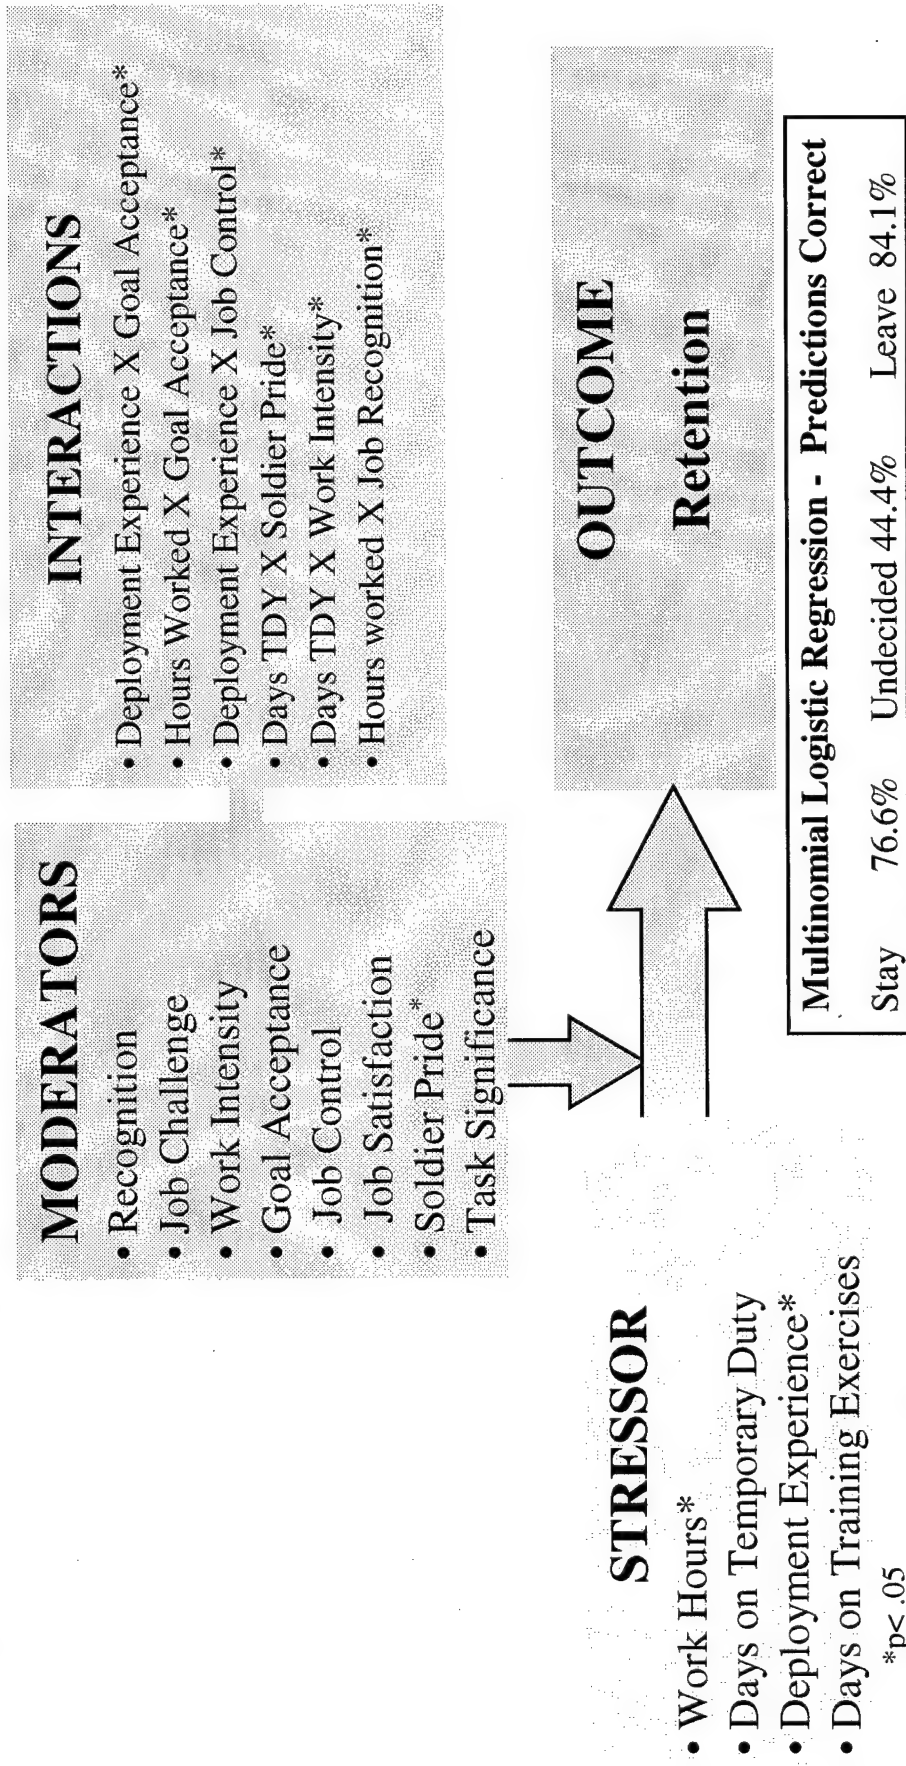 MODERATORS
• Recognition
• Job Challenge
• Work Intensity
• Goal Acceptance
• Job Control
• Job Satisfaction
• Soldier Pride*
• Task Significance
INTERACTIONS
• Deployment Experience X Goal Acceptance*
• Hours Worked X Goal Acceptance*
• Deployment Experience X Job Control*
• Days TDY X Soldier Pride*
• Days TDY X Work Intensity*
• Hours worked X Job Recognition*
STRESSOR
• Work Hours*
• Days on Temporary Duty
• Deployment Experience*
• Days on Training Exercises
*p< .05
OUTCOME
Retention
Multinomial Logistic Regression - Predictions Correct
Stay 76.6% Undecided 44.4% Leave 84.1%